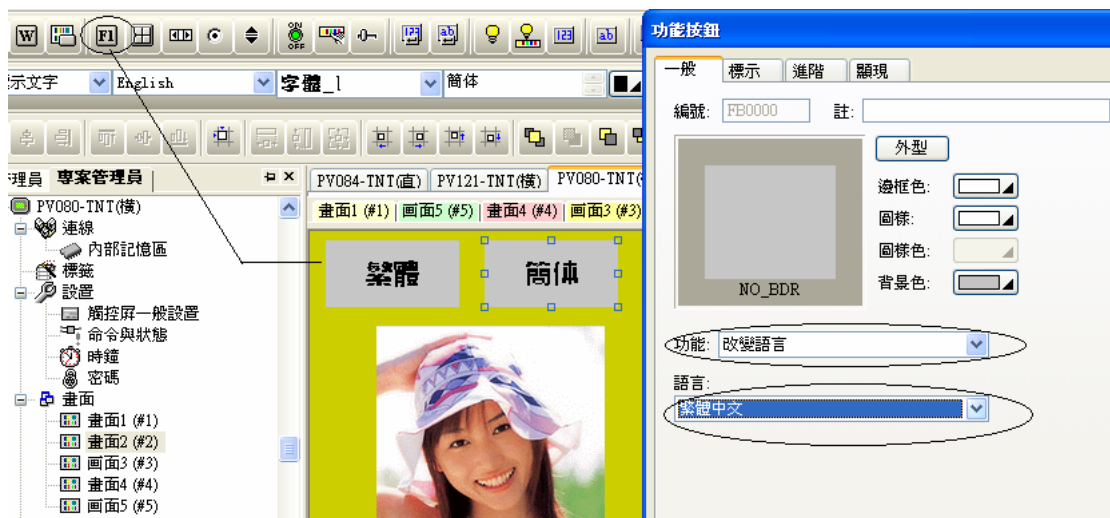 W F1 ON OFF 123 ab 123 ab
示文字 English 字體_1 簡体
理員 專案管理員
PV080-TNT(橫)
連線
內部記憶區
標籤
設置
觸控屏一般設置
命令與狀態
時鐘
密碼
畫面
畫面1 (#1)
畫面2 (#2)
画面3 (#3)
畫面4 (#4)
画面5 (#5)
PV084-TNT(直) PV121-TNT(橫) PV080-TNT(
畫面1 (#1) 画面5 (#5) 畫面4 (#4) 画面3 (#3)
繁體 簡体
功能按鈕
一般 標示 進階 顯現
編號: FB0000 註:
外型
邊框色:
圖樣:
圖樣色:
背景色:
NO_BDR
功能: 改變語言
語言:
繁體中文